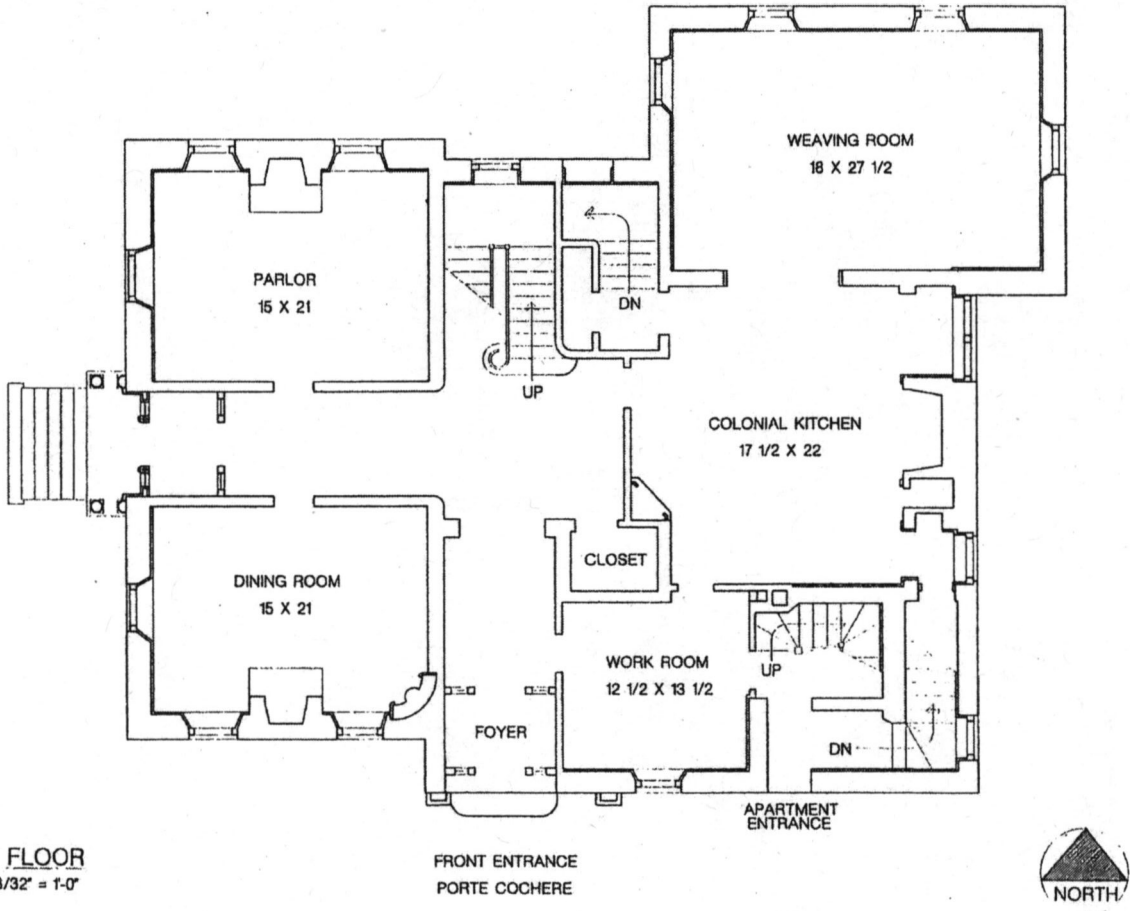 WEAVING ROOM
18 X 27 1/2
PARLOR
15 X 21
DN
UP
COLONIAL KITCHEN
17 1/2 X 22
CLOSET
DINING ROOM
15 X 21
WORK ROOM
12 1/2 X 13 1/2
UP
FOYER
DN
APARTMENT
ENTRANCE
FLOOR
3/32" = 1'-0"
FRONT ENTRANCE
PORTE COCHERE
NORTH